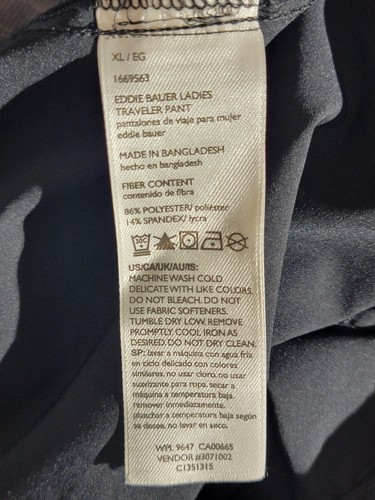 XL / EG
1669563
EDDIE BAUER LADIES
TRAVELER PANT
pantalones de viaje para mujer
eddie bauer
MADE IN BANGLADESH
hecho en bangladesh
FIBER CONTENT
contenido de fibra
86% POLYESTER/ poliéster
14% SPANDEX/ lycra
30C
US/CA/UK/AU/IS:
MACHINE WASH COLD
DELICATE WITH LIKE COLORS.
DO NOT BLEACH. DO NOT
USE FABRIC SOFTENERS.
TUMBLE DRY LOW. REMOVE
PROMPTLY. COOL IRON AS
DESIRED. DO NOT DRY CLEAN.
SP: lavar a máquina con agua fría
en ciclo delicado con colores
similares. no usar cloro. no usar
suavizante para ropa. secar a
máquina a temperatura baja.
remover inmediatamente.
planchar a temperatura baja según
se desee. no lavar en seco.
WPL 9647 CA00665
VENDOR #3071002
C1351315